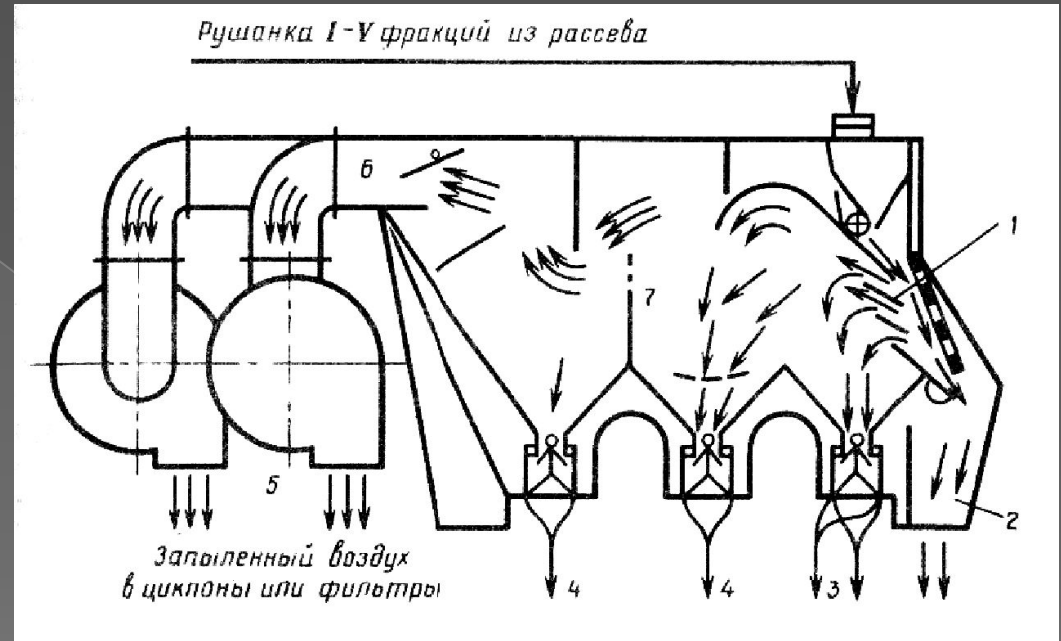 Рушанка I-V фракций из рассева
6
1
7
5
2
Запыленный воздух
в циклоны или фильтры
4
4
3